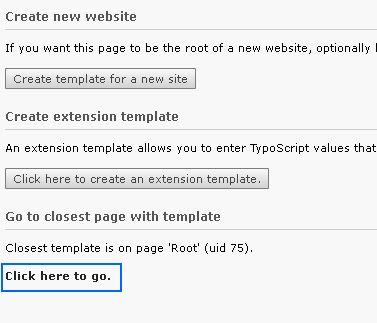 Create new website
If you want this page to be the root of a new website, optionally
Create template for a new site
Create extension template
An extension template allows you to enter TypoScript values that
Click here to create an extension template.
Go to closest page with template
Closest template is on page 'Root' (uid 75).
Click here to go.